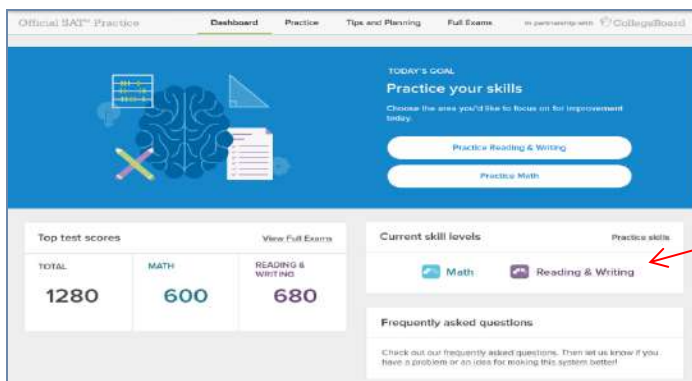 Official SAT™ Practice
Dashboard
Practice
Tips and Planning
Full Exams
in partnership with CollegeBoard
TODAY'S GOAL
Practice your skills
Choose the area you'd like to focus on for improvement
today.
Practice Reading & Writing
Practice Math
Top test scores
View Full Exams
TOTAL
1280
MATH
600
READING &
WRITING
680
Current skill levels
Practice skills
Math
Reading & Writing
Frequently asked questions
Check out our frequently asked questions. Then let us know if you
have a problem or an idea for making this system better!